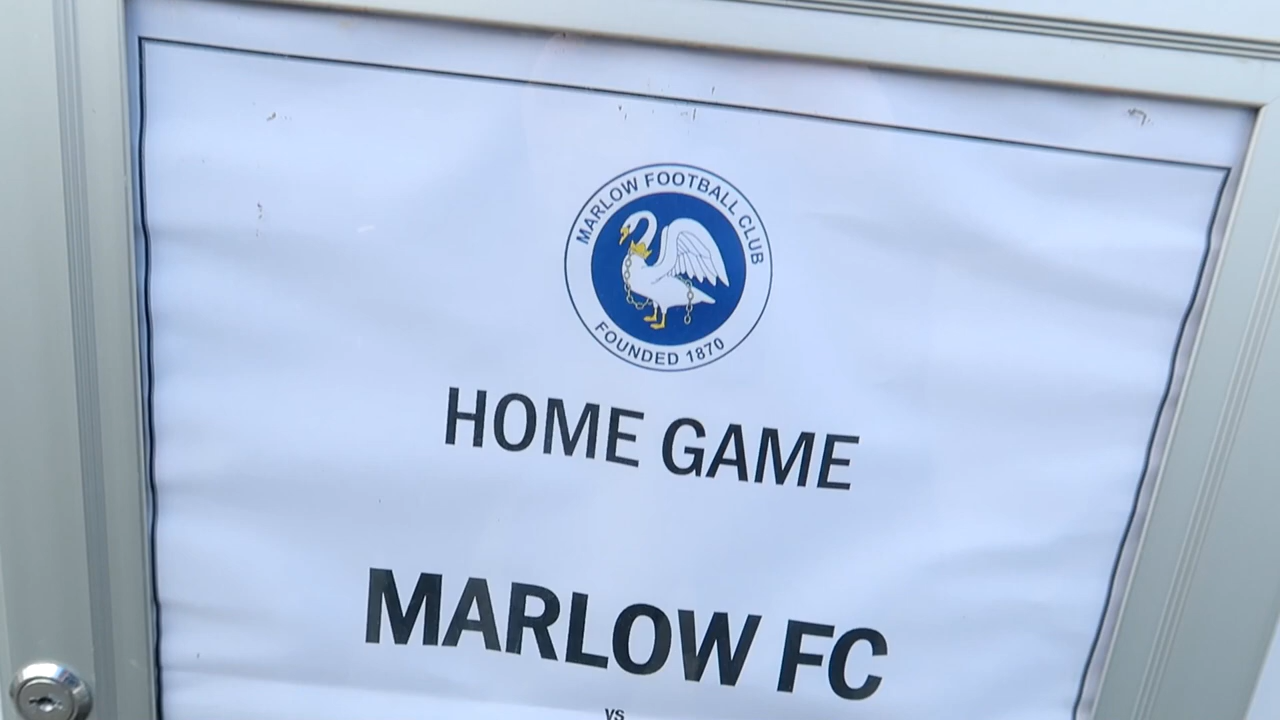 MARLOW FOOTBALL CLUB
FOUNDED 1870
HOME GAME
MARLOW FC
vs